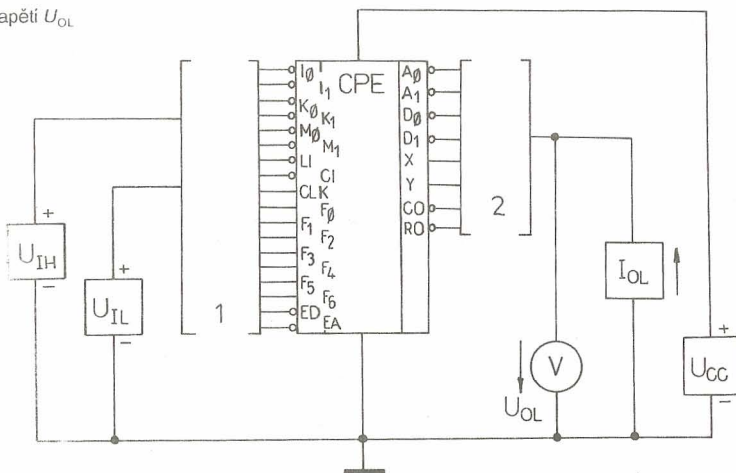 apětí U_OL
CPE
I0
I1
K0
K1
M0
M1
LI
CI
CLK
F0
F1
F2
F3
F4
F5
F6
ED
EA
A0
A1
D0
D1
X
Y
CO
RO
1
2
+
U_IH
−
+
U_IL
−
I_OL
V
U_OL
+
U_CC
−